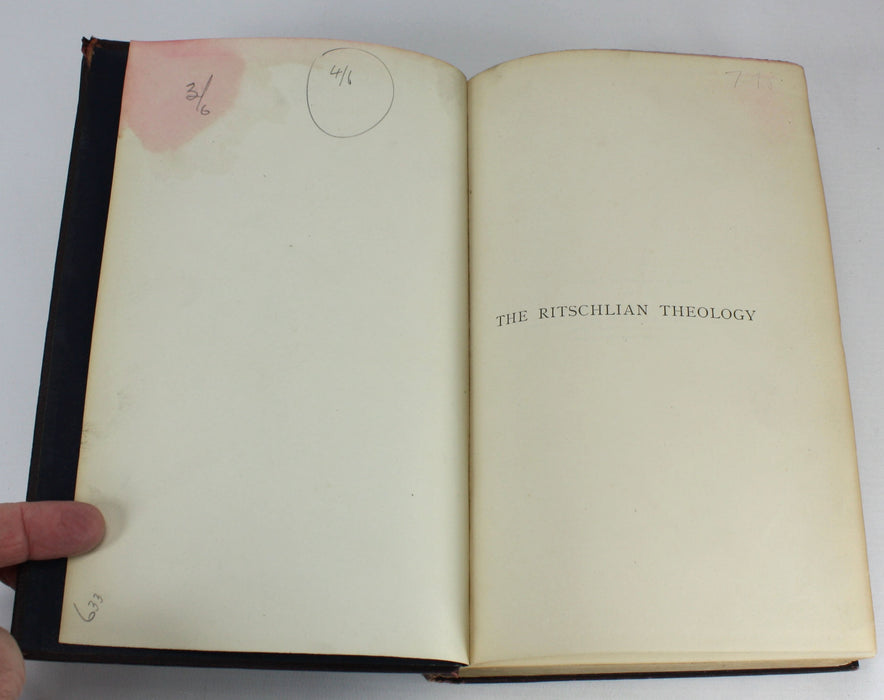 3/6
4/6
633
THE RITSCHLIAN THEOLOGY